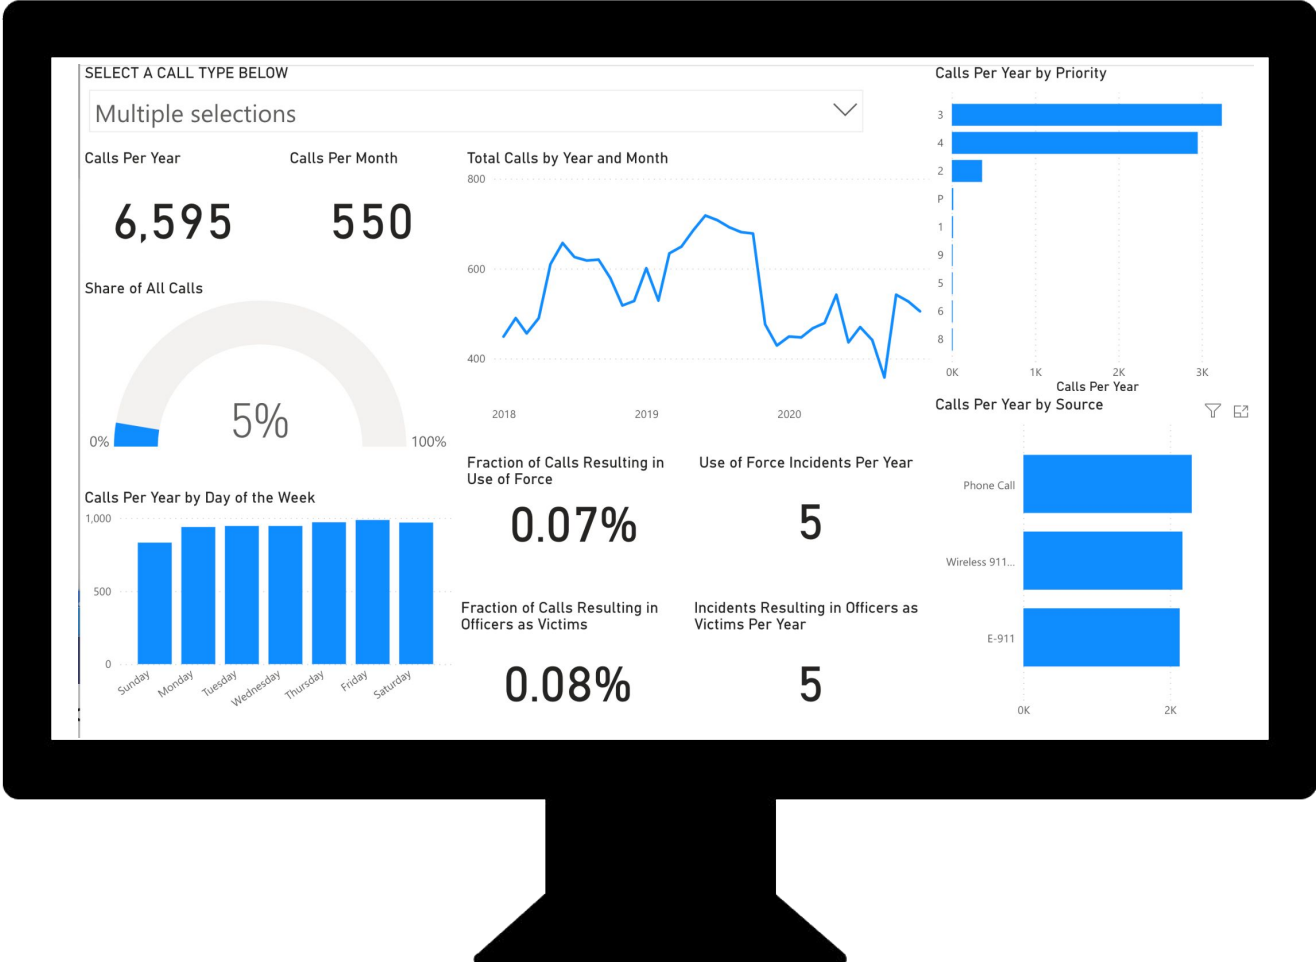 SELECT A CALL TYPE BELOW
Multiple selections
Calls Per Year
6,595
Calls Per Month
550
Share of All Calls
0%
5%
100%
Calls Per Year by Day of the Week
1,000
500
0
Sunday
Monday
Tuesday
Wednesday
Thursday
Friday
Saturday
Total Calls by Year and Month
800
600
400
2018
2019
2020
Fraction of Calls Resulting in
Use of Force
0.07%
Use of Force Incidents Per Year
5
Fraction of Calls Resulting in
Officers as Victims
0.08%
Incidents Resulting in Officers as
Victims Per Year
5
Calls Per Year by Priority
3
4
2
P
1
9
5
6
8
0K
1K
2K
3K
Calls Per Year
Calls Per Year by Source
Phone Call
Wireless 911...
E-911
0K
2K